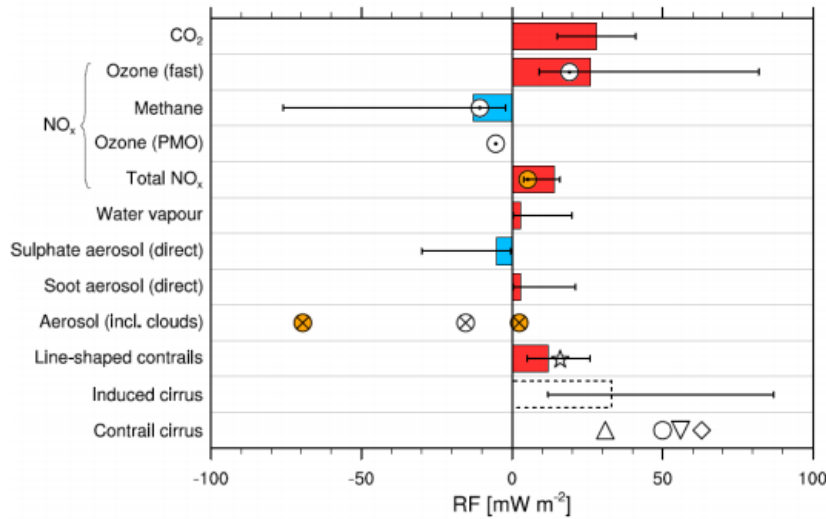 CO₂
Ozone (fast)
Methane
NOₓ
Ozone (PMO)
Total NOₓ
Water vapour
Sulphate aerosol (direct)
Soot aerosol (direct)
Aerosol (incl. clouds)
Line-shaped contrails
Induced cirrus
Contrail cirrus
-100 -50 0 50 100
RF [mW m⁻²]